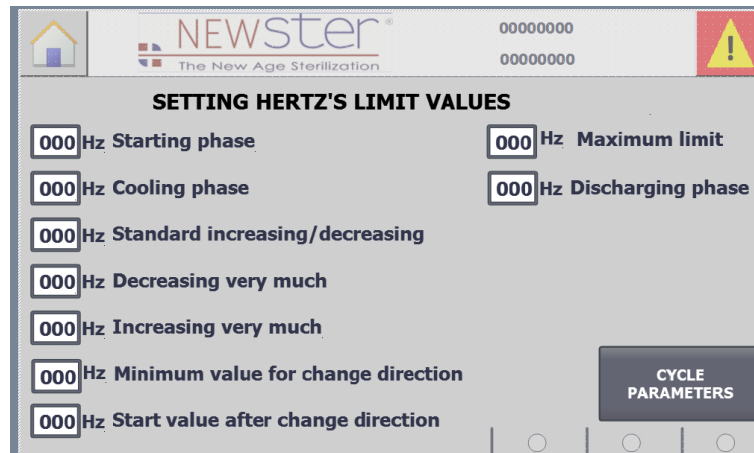 NEWSter®
The New Age Sterilization
00000000
00000000
!
SETTING HERTZ'S LIMIT VALUES
000 Hz Starting phase
000 Hz Maximum limit
000 Hz Cooling phase
000 Hz Discharging phase
000 Hz Standard increasing/decreasing
000 Hz Decreasing very much
000 Hz Increasing very much
000 Hz Minimum value for change direction
000 Hz Start value after change direction
CYCLE
PARAMETERS